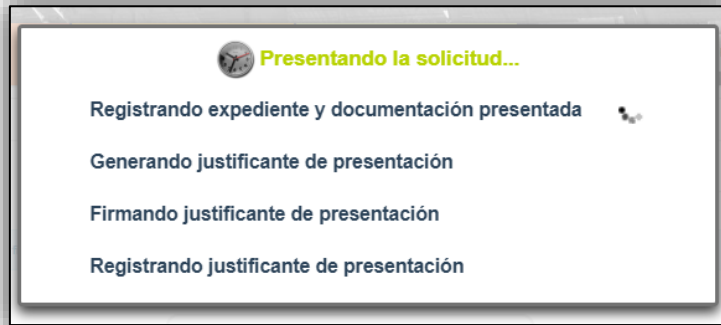 Presentando la solicitud...
Registrando expediente y documentación presentada
Generando justificante de presentación
Firmando justificante de presentación
Registrando justificante de presentación